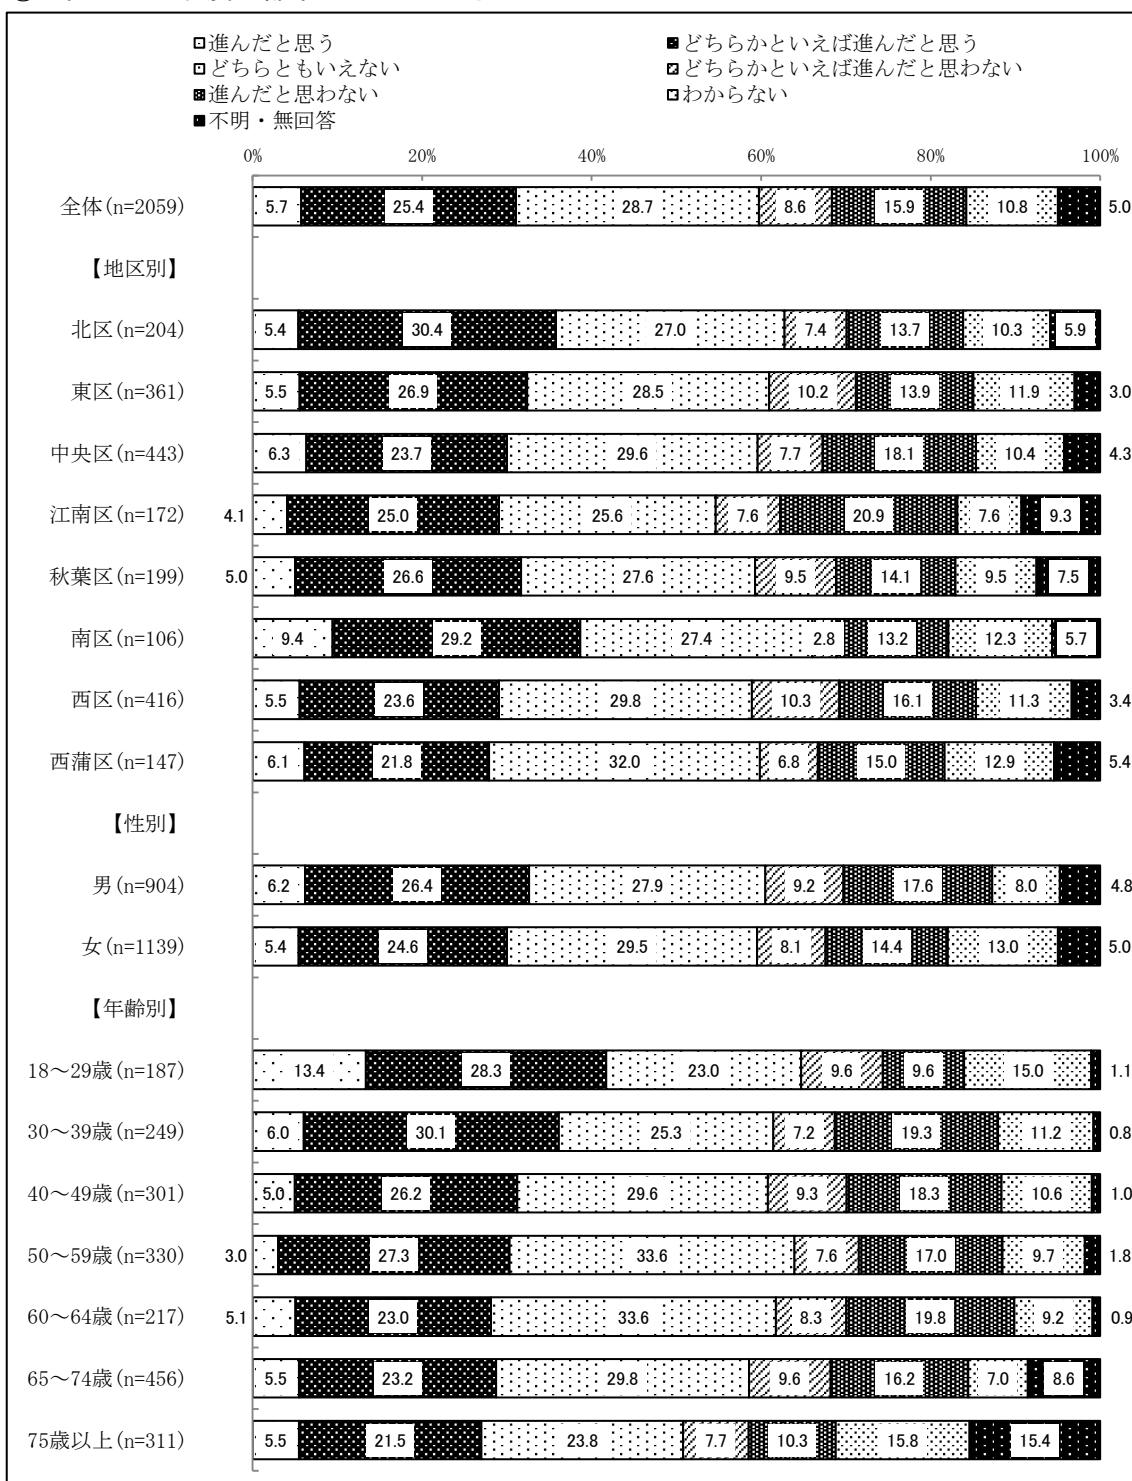 □進んだと思う ■どちらかといえば進んだと思う
□どちらともいえない □どちらかといえば進んだと思わない
■進んだと思わない □わからない
■不明・無回答
0% 20% 40% 60% 80% 100%
全体(n=2059) 5.7 25.4 28.7 8.6 15.9 10.8 5.0
【地区別】
北区(n=204) 5.4 30.4 27.0 7.4 13.7 10.3 5.9
東区(n=361) 5.5 26.9 28.5 10.2 13.9 11.9 3.0
中央区(n=443) 6.3 23.7 29.6 7.7 18.1 10.4 4.3
江南区(n=172) 4.1 25.0 25.6 7.6 20.9 7.6 9.3
秋葉区(n=199) 5.0 26.6 27.6 9.5 14.1 9.5 7.5
南区(n=106) 9.4 29.2 27.4 2.8 13.2 12.3 5.7
西区(n=416) 5.5 23.6 29.8 10.3 16.1 11.3 3.4
西蒲区(n=147) 6.1 21.8 32.0 6.8 15.0 12.9 5.4
【性別】
男(n=904) 6.2 26.4 27.9 9.2 17.6 8.0 4.8
女(n=1139) 5.4 24.6 29.5 8.1 14.4 13.0 5.0
【年齢別】
18～29歳(n=187) 13.4 28.3 23.0 9.6 9.6 15.0 1.1
30～39歳(n=249) 6.0 30.1 25.3 7.2 19.3 11.2 0.8
40～49歳(n=301) 5.0 26.2 29.6 9.3 18.3 10.6 1.0
50～59歳(n=330) 3.0 27.3 33.6 7.6 17.0 9.7 1.8
60～64歳(n=217) 5.1 23.0 33.6 8.3 19.8 9.2 0.9
65～74歳(n=456) 5.5 23.2 29.8 9.6 16.2 7.0 8.6
75歳以上(n=311) 5.5 21.5 23.8 7.7 10.3 15.8 15.4